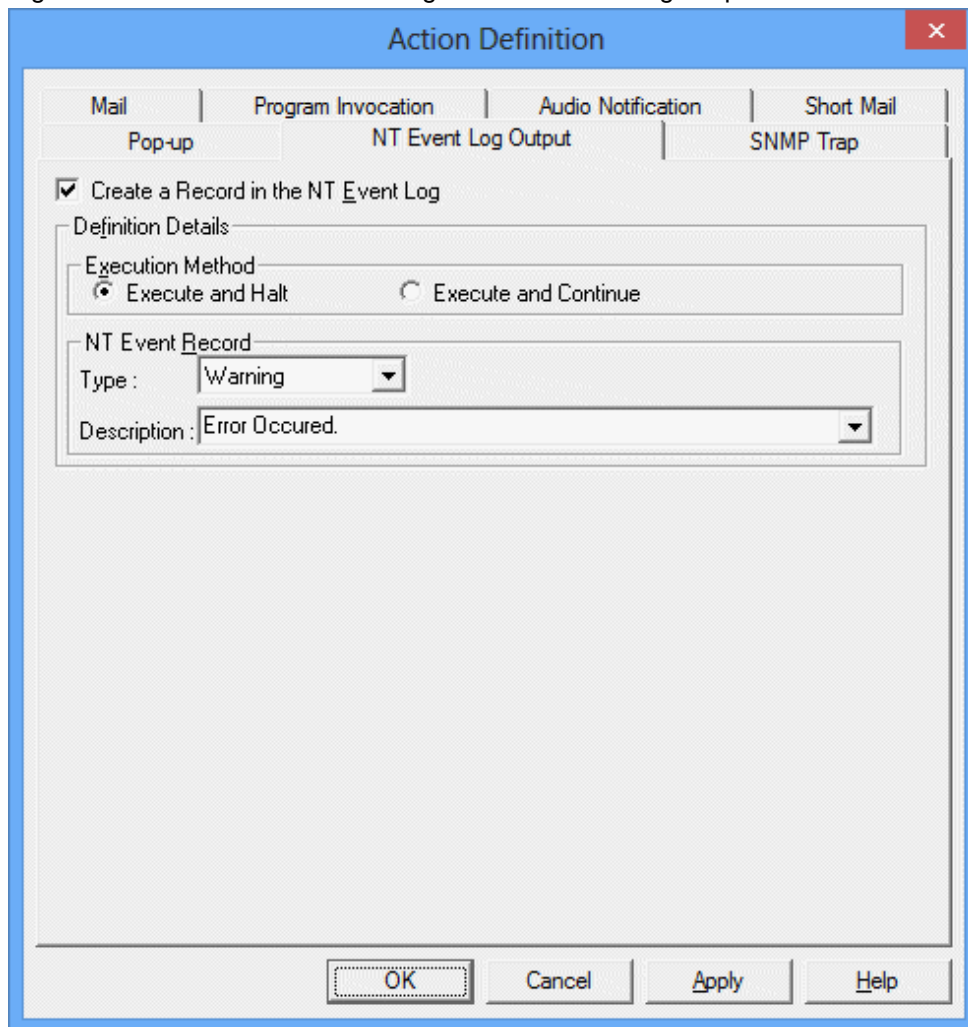 Action Definition
Mail Program Invocation Audio Notification Short Mail
Pop-up NT Event Log Output SNMP Trap
Create a Record in the NT Event Log
Definition Details
Execution Method
Execute and Halt Execute and Continue
NT Event Record
Type : Warning
Description : Error Occured.
OK Cancel Apply Help